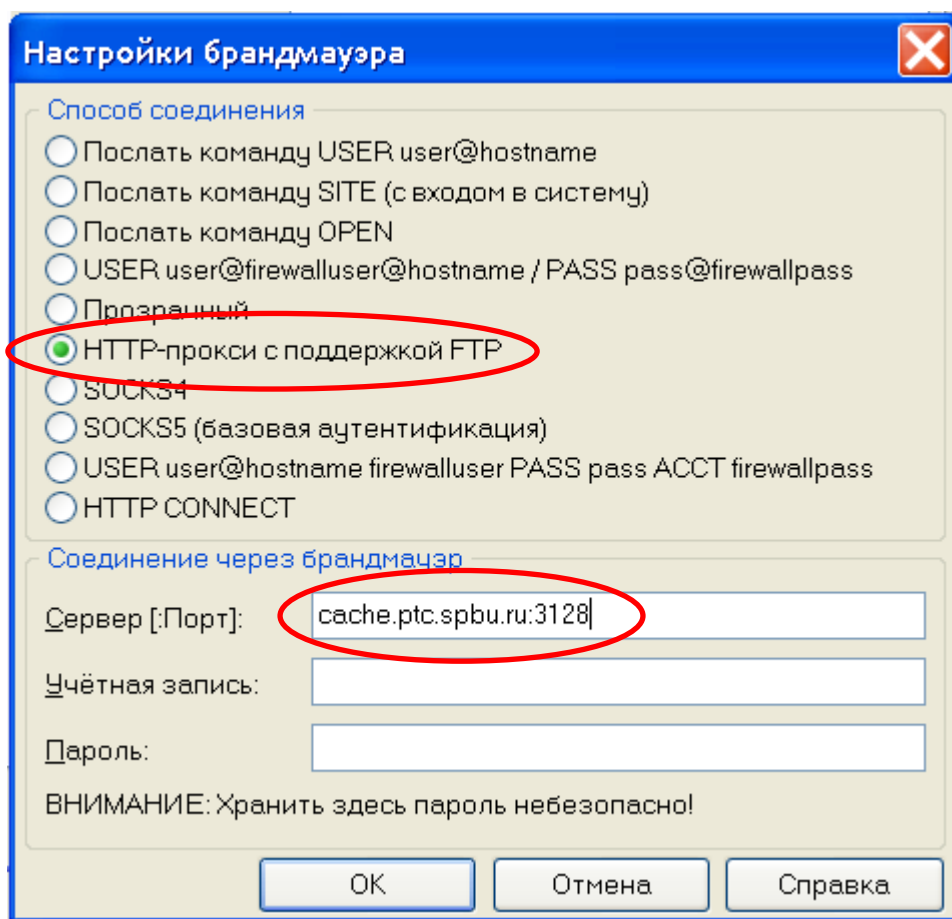 Настройки брандмауэра
Способ соединения
Послать команду USER user@hostname
Послать команду SITE (с входом в систему)
Послать команду OPEN
USER user@firewalluser@hostname / PASS pass@firewallpass
Прозрачный
HTTP-прокси с поддержкой FTP
SOCKS4
SOCKS5 (базовая аутентификация)
USER user@hostname firewalluser PASS pass ACCT firewallpass
HTTP CONNECT
Соединение через брандмауэр
Сервер [:Порт]: cache.ptc.spbu.ru:3128
Учётная запись:
Пароль:
ВНИМАНИЕ: Хранить здесь пароль небезопасно!
OK Отмена Справка